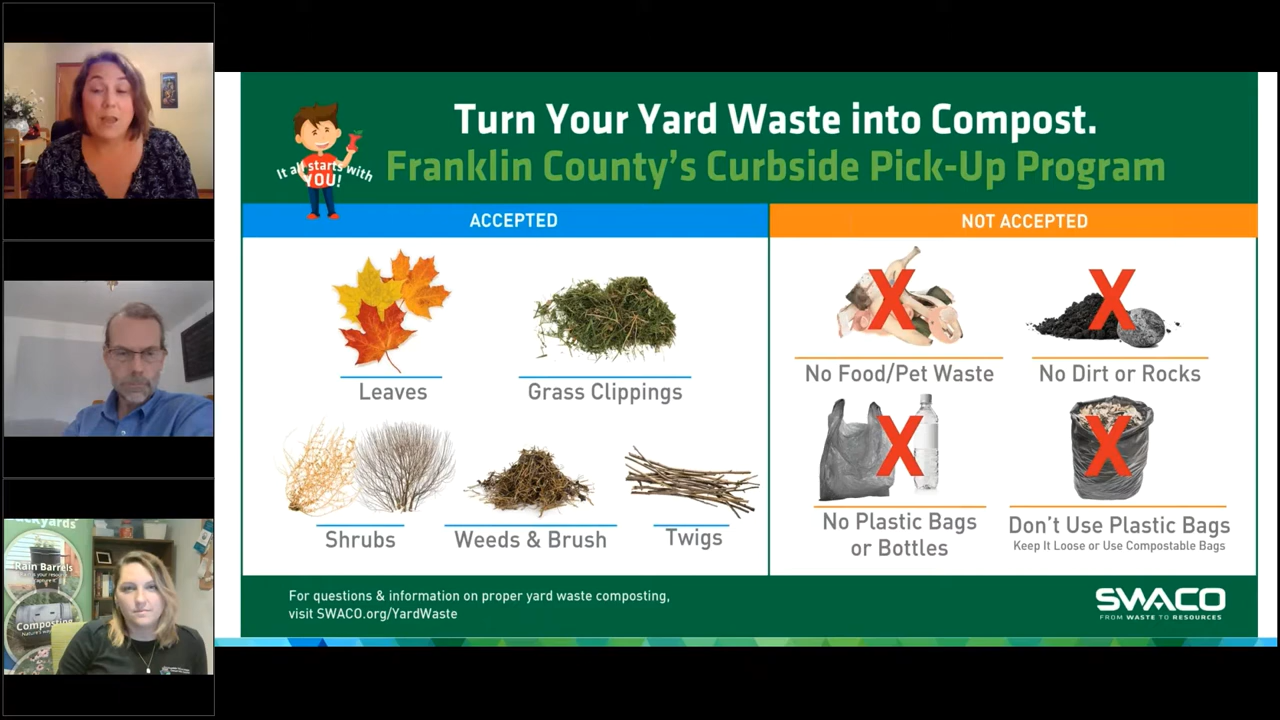 Turn Your Yard Waste into Compost.
Franklin County's Curbside Pick-Up Program
It all starts with
YOU!
ACCEPTED
NOT ACCEPTED
Leaves
Grass Clippings
Shrubs
Weeds & Brush
Twigs
X
X
No Food/Pet Waste
No Dirt or Rocks
X
X
No Plastic Bags
or Bottles
Don't Use Plastic Bags
Keep It Loose or Use Compostable Bags
For questions & information on proper yard waste composting,
visit SWACO.org/YardWaste
SWACO
FROM WASTE TO RESOURCES
Rain Barrels
Composting